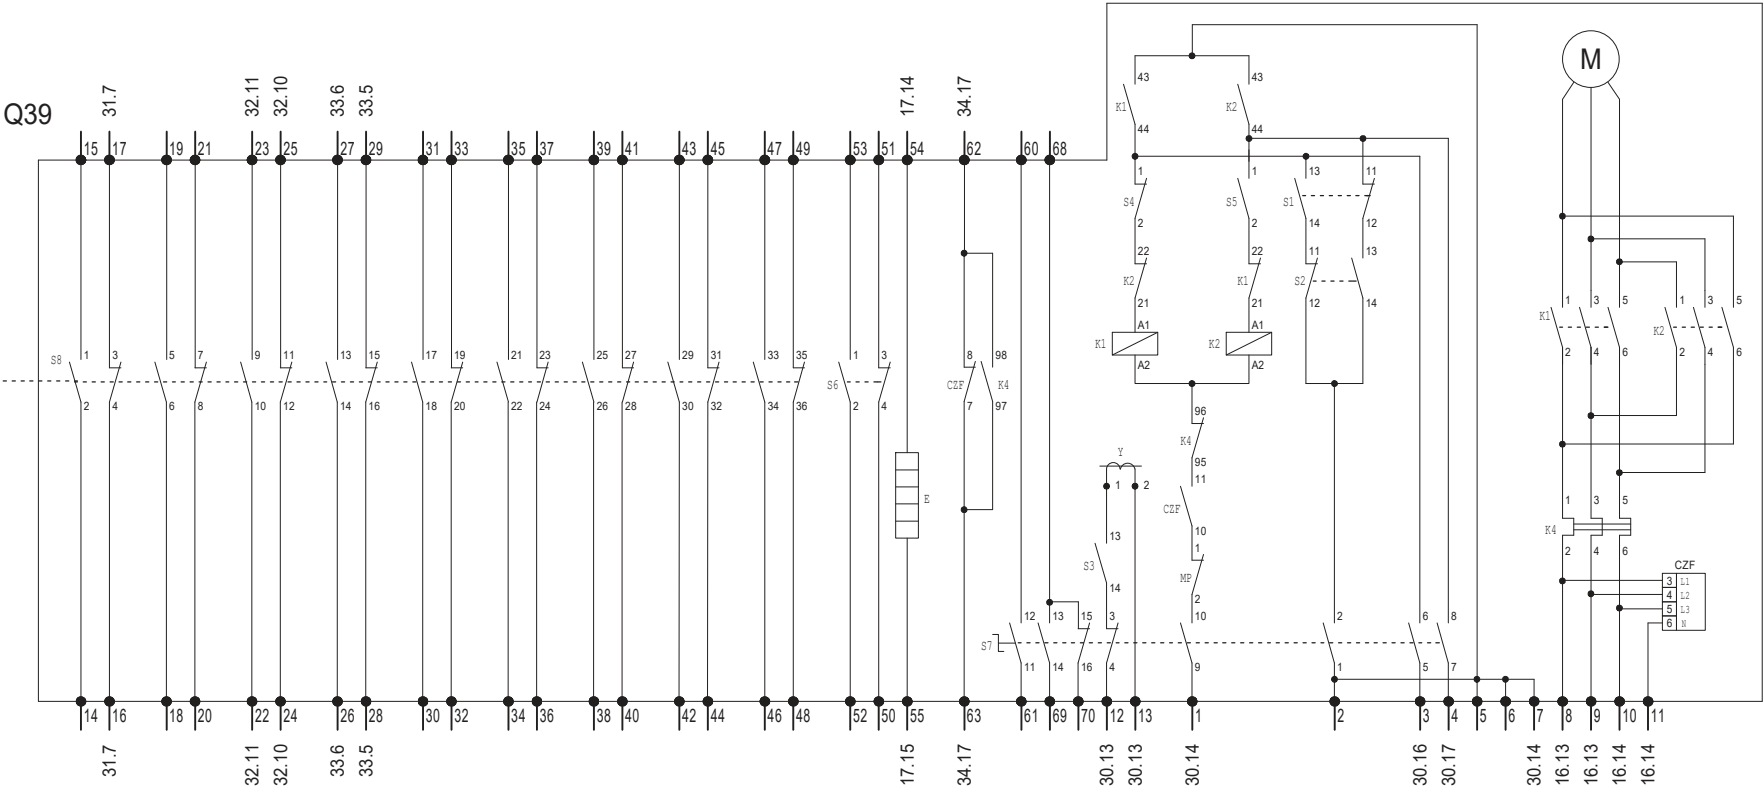 Q39
31.7 32.11 32.10 33.6 33.5 17.14 34.17
M
15 17 19 21 23 25 27 29 31 33 35 37 39 41 43 45 47 49 53 51 54 62 60 68
43 43
K1 K2
44 44
1 1 13 11
S4 S5 S1
2 2 14 12
22 22 11 13
K2 K1 S2
21 21 12 14
A1 A1
K1 K2
A2 A2
1 3 5 1 3 5
K1 K2
2 4 6 2 4 6
S8 1 3 5 7 9 11 13 15 17 19 21 23 25 27 29 31 33 35 1 3 8 98
S6 CZF K4
2 4 6 8 10 12 14 16 18 20 22 24 26 28 30 32 34 36 2 4 7 97
96
K4
95
Y
1 2
11
CZF
10
E
13
S3
14
1
MP
2
1 3 5
K4
2 4 6
CZF
3 L1
4 L2
5 L3
6 N
12 13 15 3 10 2 6 8
S7
11 14 16 4 9 1 5 7
14 16 18 20 22 24 26 28 30 32 34 36 38 40 42 44 46 48 52 50 55 63 61 69 70 12 13 1 2 3 4 5 6 7 8 9 10 11
31.7 32.11 32.10 33.6 33.5 17.15 34.17 30.13 30.13 30.14 30.16 30.17 30.14 16.13 16.13 16.14 16.14